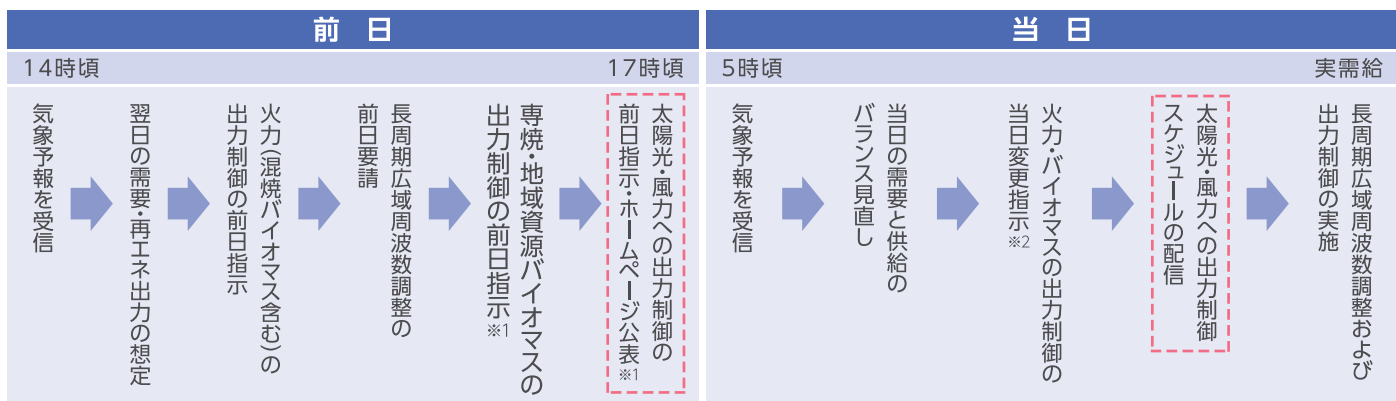 前 日
14時頃
17時頃
気象予報を受信
翌日の需要・再エネ出力の想定
火力（混焼バイオマス含む）の
出力制御の前日指示
長周期広域周波数調整の
前日要請
専焼・地域資源バイオマスの
出力制御の前日指示※1
太陽光・風力への出力制御の
前日指示・ホームページ公表※1
当 日
5時頃
実需給
気象予報を受信
当日の需要と供給の
バランス見直し
火力・バイオマスの出力制御の
当日変更指示※2
太陽光・風力への出力制御
スケジュールの配信
長周期広域周波数調整および
出力制御の実施